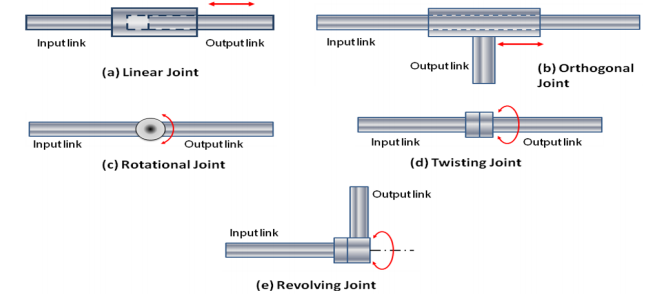 Input link
Output link
(a) Linear Joint
Input link
Output link
(b) Orthogonal
Joint
Input link
Output link
(c) Rotational Joint
Input link
Output link
(d) Twisting Joint
Output link
Input link
(e) Revolving Joint